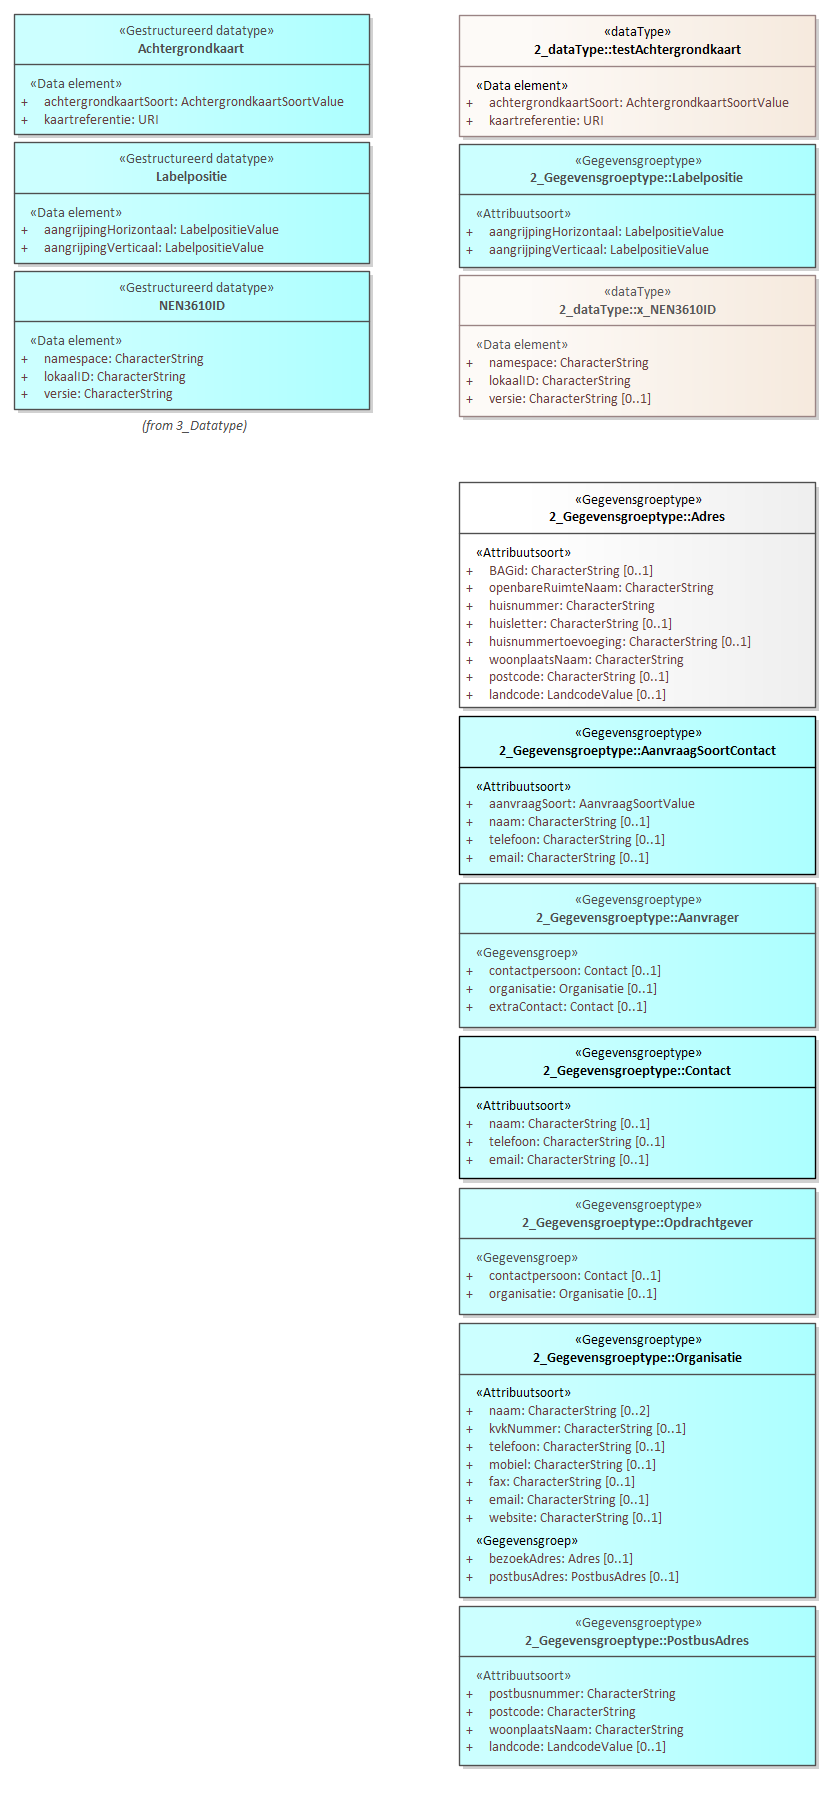 «Gestructureerd datatype»
Achtergrondkaart
«Data element»
+ achtergrondkaartSoort: AchtergrondkaartSoortValue
+ kaartreferentie: URI
«Gestructureerd datatype»
Labelpositie
«Data element»
+ aangrijpingHorizontaal: LabelpositieValue
+ aangrijpingVerticaal: LabelpositieValue
«Gestructureerd datatype»
NEN3610ID
«Data element»
+ namespace: CharacterString
+ lokaalID: CharacterString
+ versie: CharacterString
(from 3_Datatype)
«dataType»
2_dataType::testAchtergrondkaart
«Data element»
+ achtergrondkaartSoort: AchtergrondkaartSoortValue
+ kaartreferentie: URI
«Gegevensgroeptype»
2_Gegevensgroeptype::Labelpositie
«Attribuutsoort»
+ aangrijpingHorizontaal: LabelpositieValue
+ aangrijpingVerticaal: LabelpositieValue
«dataType»
2_dataType::x_NEN3610ID
«Data element»
+ namespace: CharacterString
+ lokaalID: CharacterString
+ versie: CharacterString [0..1]
«Gegevensgroeptype»
2_Gegevensgroeptype::Adres
«Attribuutsoort»
+ BAGid: CharacterString [0..1]
+ openbareRuimteNaam: CharacterString
+ huisnummer: CharacterString
+ huisletter: CharacterString [0..1]
+ huisnummertoevoeging: CharacterString [0..1]
+ woonplaatsNaam: CharacterString
+ postcode: CharacterString [0..1]
+ landcode: LandcodeValue [0..1]
«Gegevensgroeptype»
2_Gegevensgroeptype::AanvraagSoortContact
«Attribuutsoort»
+ aanvraagSoort: AanvraagSoortValue
+ naam: CharacterString [0..1]
+ telefoon: CharacterString [0..1]
+ email: CharacterString [0..1]
«Gegevensgroeptype»
2_Gegevensgroeptype::Aanvrager
«Gegevensgroep»
+ contactpersoon: Contact [0..1]
+ organisatie: Organisatie [0..1]
+ extraContact: Contact [0..1]
«Gegevensgroeptype»
2_Gegevensgroeptype::Contact
«Attribuutsoort»
+ naam: CharacterString [0..1]
+ telefoon: CharacterString [0..1]
+ email: CharacterString [0..1]
«Gegevensgroeptype»
2_Gegevensgroeptype::Opdrachtgever
«Gegevensgroep»
+ contactpersoon: Contact [0..1]
+ organisatie: Organisatie [0..1]
«Gegevensgroeptype»
2_Gegevensgroeptype::Organisatie
«Attribuutsoort»
+ naam: CharacterString [0..2]
+ kvkNummer: CharacterString [0..1]
+ telefoon: CharacterString [0..1]
+ mobiel: CharacterString [0..1]
+ fax: CharacterString [0..1]
+ email: CharacterString [0..1]
+ website: CharacterString [0..1]
«Gegevensgroep»
+ bezoekAdres: Adres [0..1]
+ postbusAdres: PostbusAdres [0..1]
«Gegevensgroeptype»
2_Gegevensgroeptype::PostbusAdres
«Attribuutsoort»
+ postbusnummer: CharacterString
+ postcode: CharacterString
+ woonplaatsNaam: CharacterString
+ landcode: LandcodeValue [0..1]